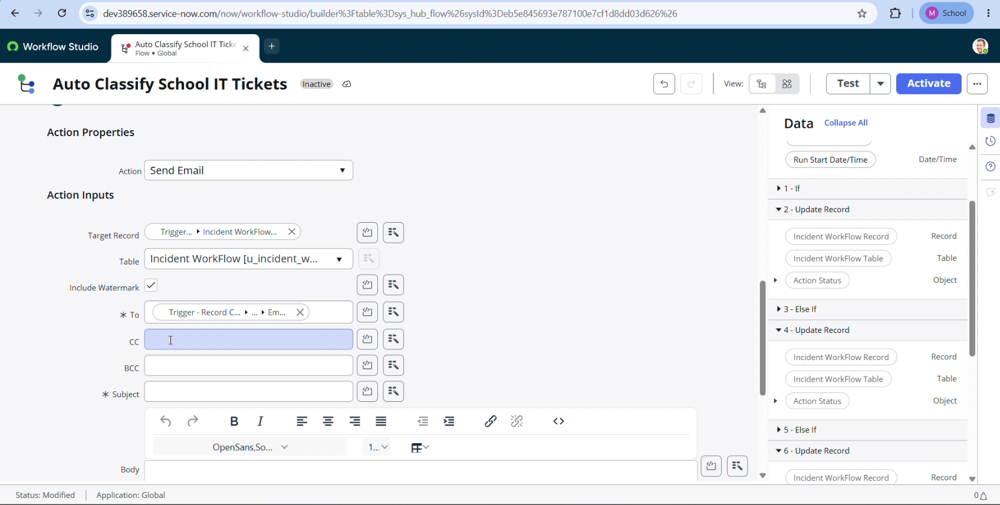 dev389658.service-now.com/now/workflow-studio/builder%3Ftable%3Dsys_hub_flow%26sysId%3Deb5e845693e787100e7cf1d8dd03d626%26
M School
Workflow Studio
Auto Classify School IT Ticke
Flow • Global
Auto Classify School IT Tickets
Inactive
View:
Test
Activate
Action Properties
Action
Send Email
Action Inputs
Target Record
Trigger... ▸ Incident WorkFlow...
Table
Incident WorkFlow [u_incident_w...
Include Watermark
* To
Trigger - Record C... ▸ ... ▸ Em...
CC
BCC
* Subject
B I
OpenSans,So...
1...
Body
Data
Collapse All
Run Start Date/Time
Date/Time
1 - If
2 - Update Record
Incident WorkFlow Record
Record
Incident WorkFlow Table
Table
Action Status
Object
3 - Else If
4 - Update Record
Incident WorkFlow Record
Record
Incident WorkFlow Table
Table
Action Status
Object
5 - Else If
6 - Update Record
Incident WorkFlow Record
Record
Status: Modified
Application: Global
0